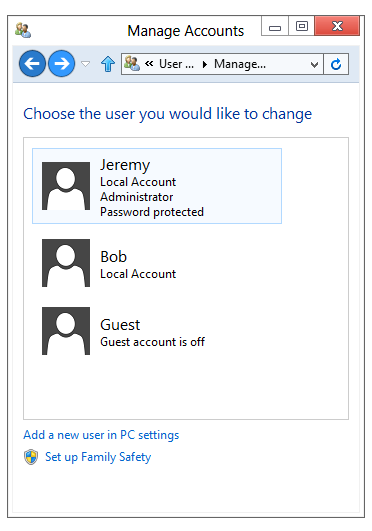 Manage Accounts
« User ... ▸ Manage...
Choose the user you would like to change
Jeremy
Local Account
Administrator
Password protected
Bob
Local Account
Guest
Guest account is off
Add a new user in PC settings
Set up Family Safety